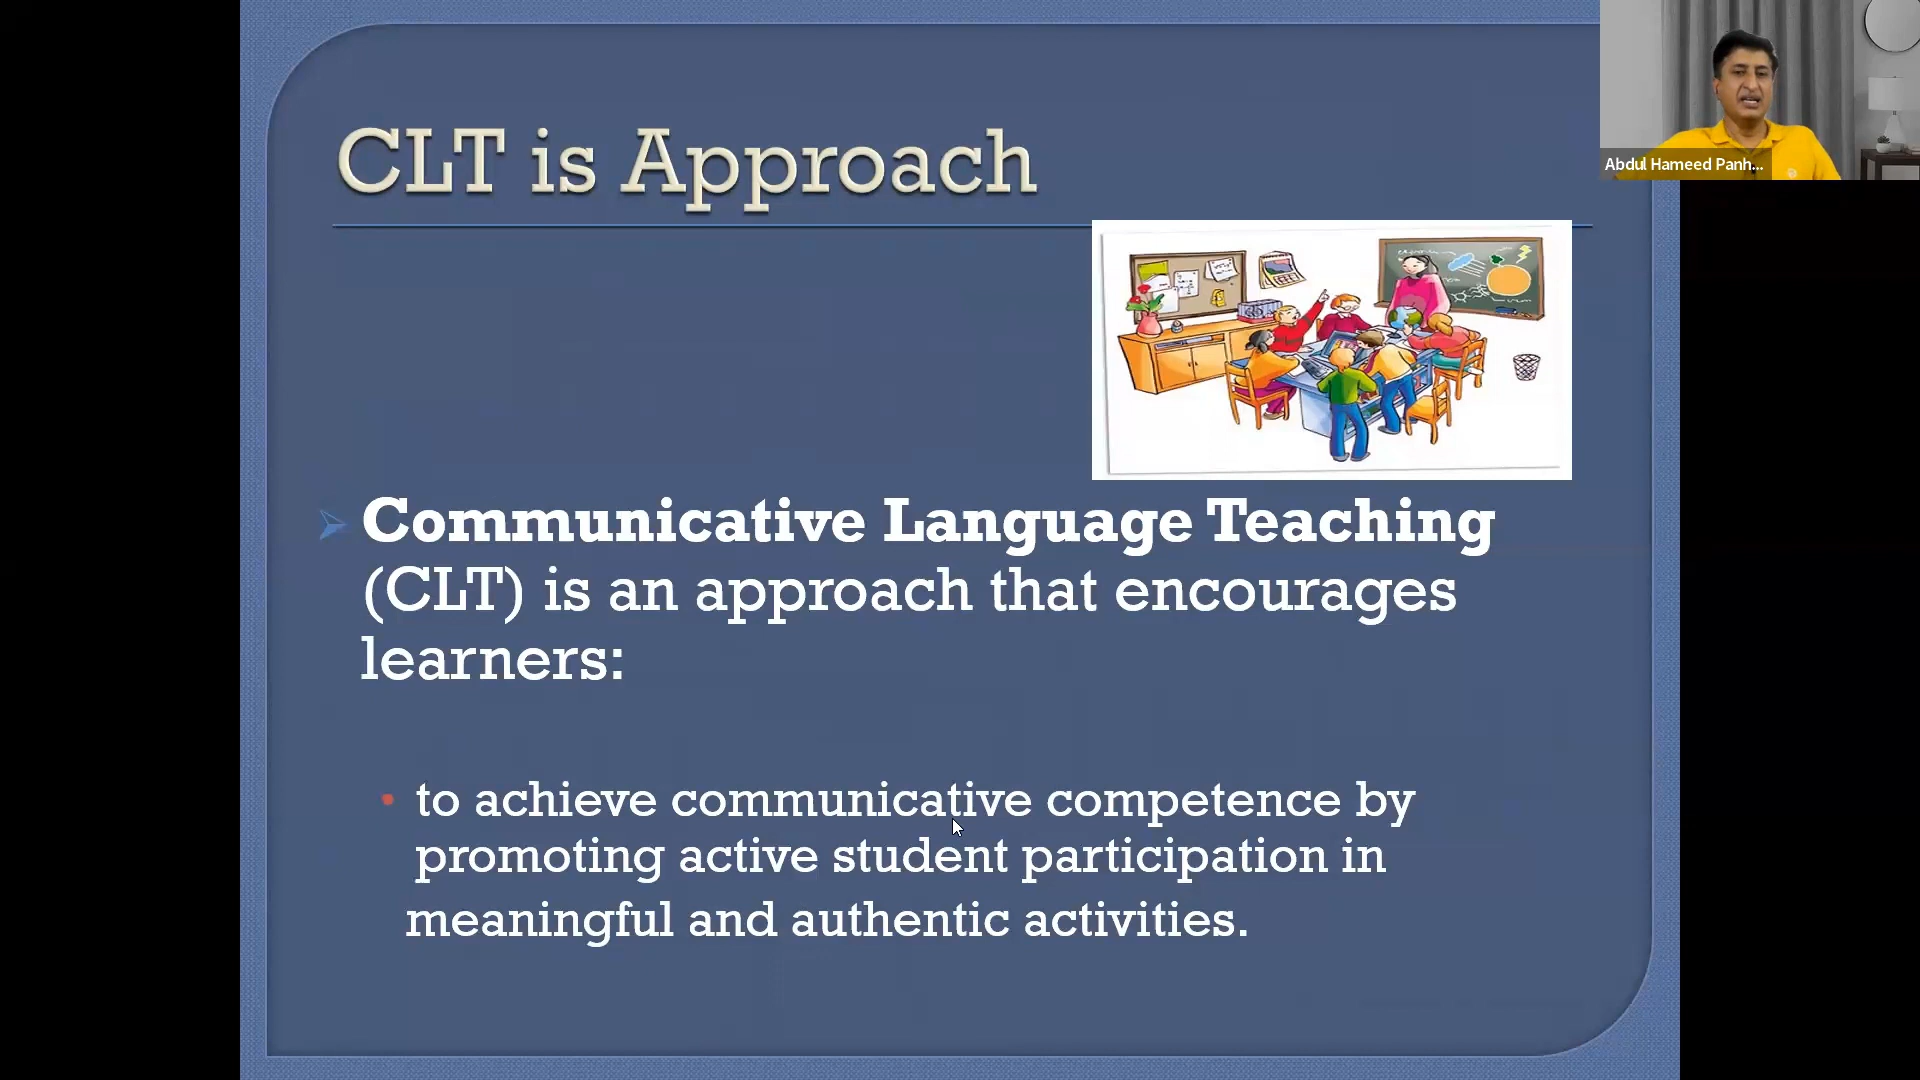 CLT is Approach
Abdul Hameed Panh...
Communicative Language Teaching
(CLT) is an approach that encourages
learners:
to achieve communicative competence by
promoting active student participation in
meaningful and authentic activities.